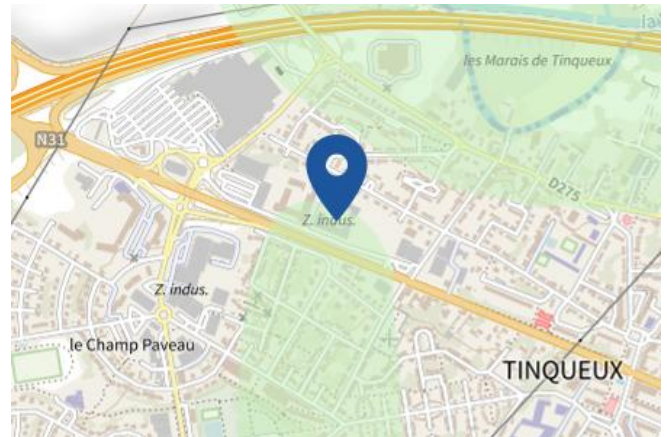 les Marais de Tinqueux
N31
D275
Z. indus.
Z. indus.
le Champ Paveau
TINQUEUX